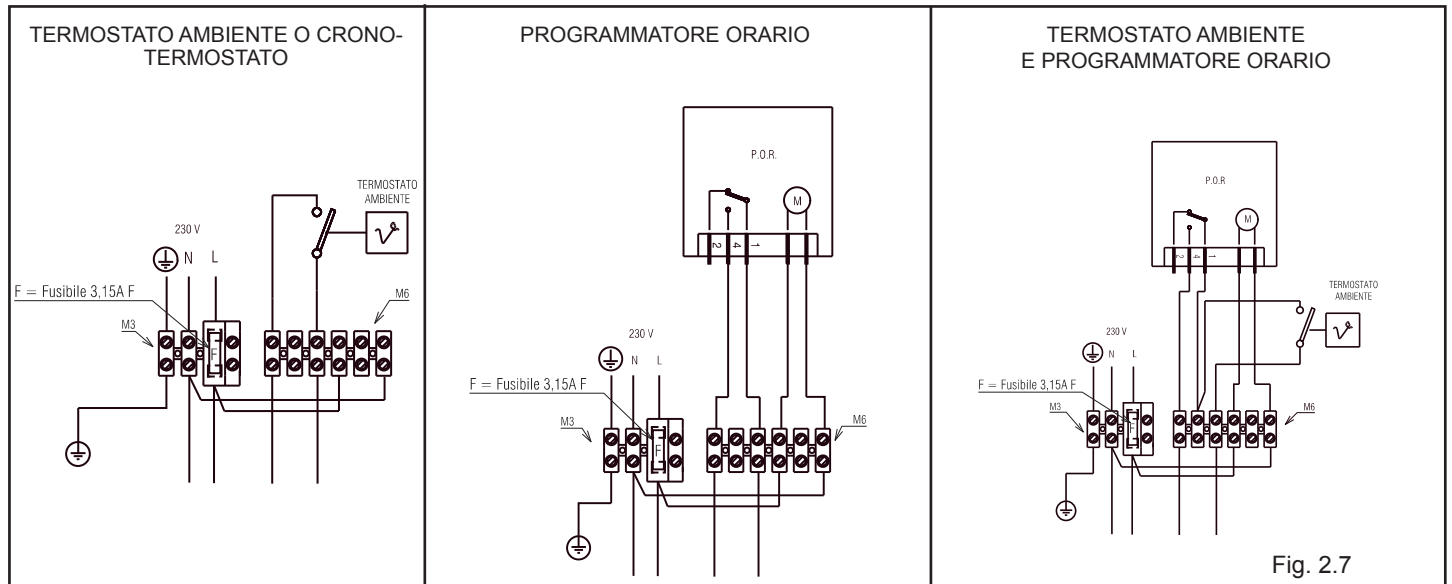 TERMOSTATO AMBIENTE O CRONO-
TERMOSTATO
TERMOSTATO
AMBIENTE
230 V
N
L
F = Fusibile 3,15A F
M3
M6
F
PROGRAMMATORE ORARIO
P.O.R.
M
2
4
1
230 V
N
L
F = Fusibile 3,15A F
M3
M6
F
TERMOSTATO AMBIENTE
E PROGRAMMATORE ORARIO
P.O.R
M
2
4
1
TERMOSTATO
AMBIENTE
230 V
N
L
F = Fusibile 3,15A F
M3
M6
F
Fig. 2.7